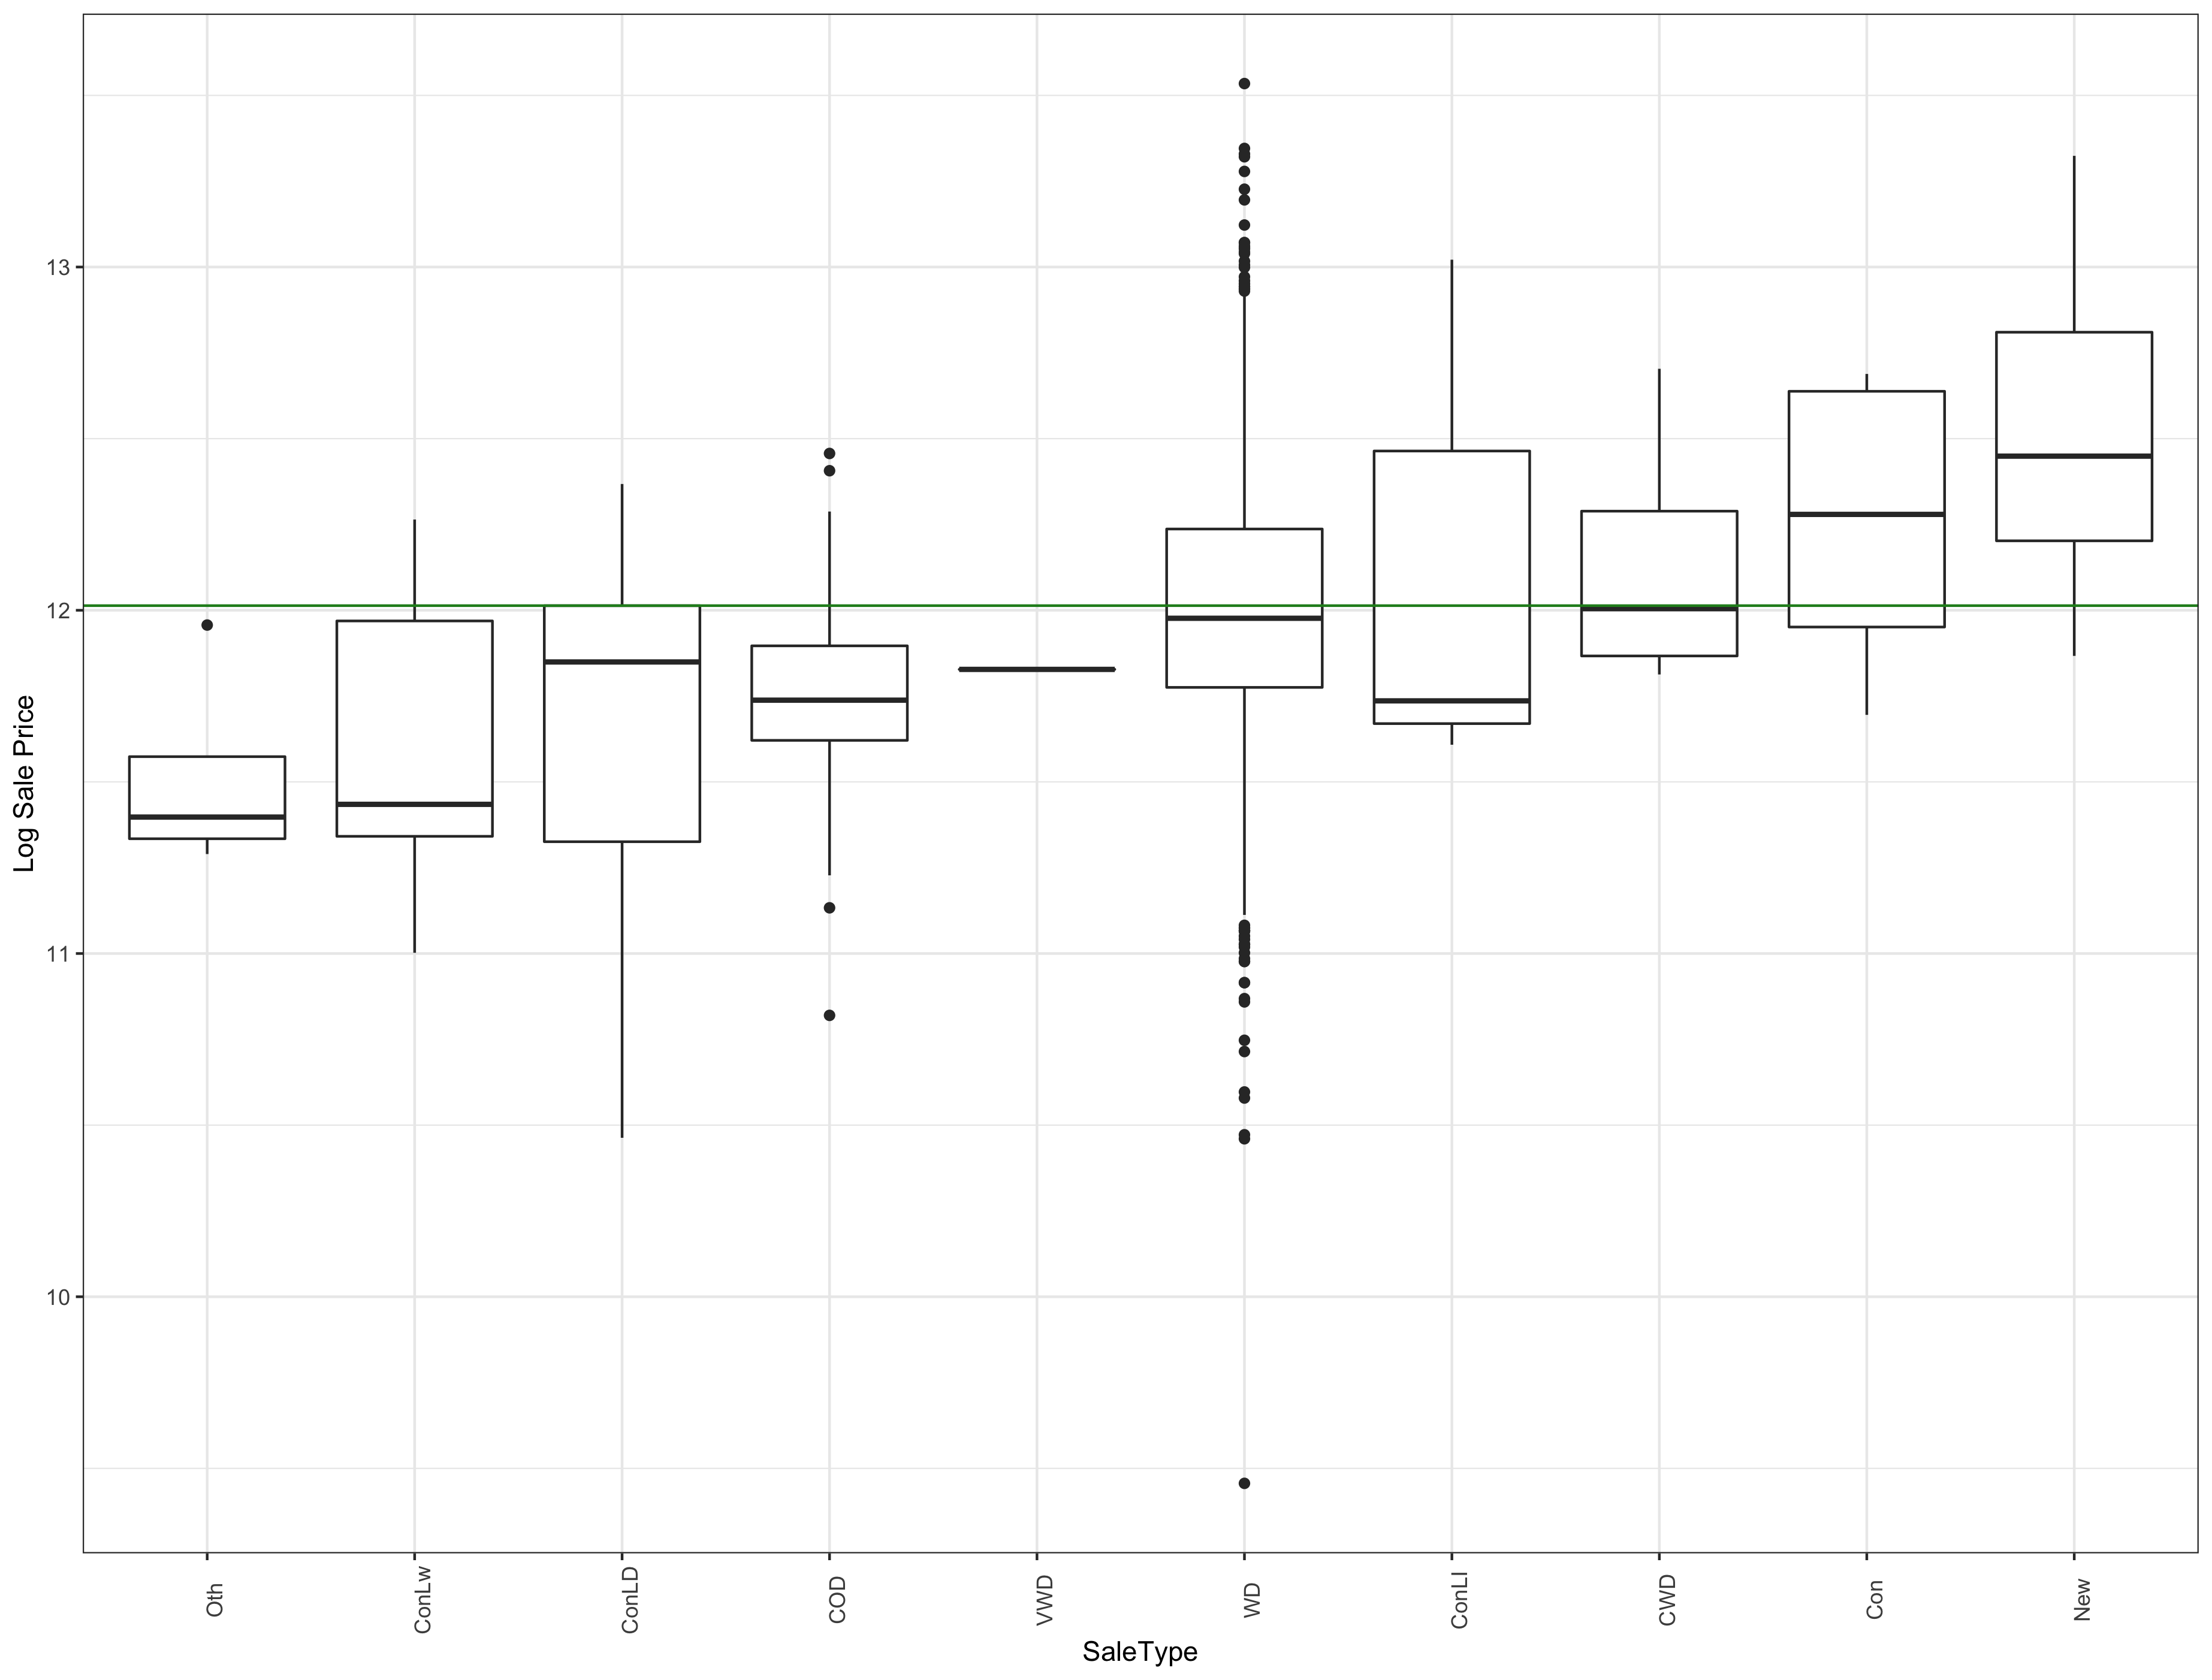 Log Sale Price
13
12
11
10
Oth
ConLw
ConLD
COD
VWD
WD
ConLI
CWD
Con
New
SaleType